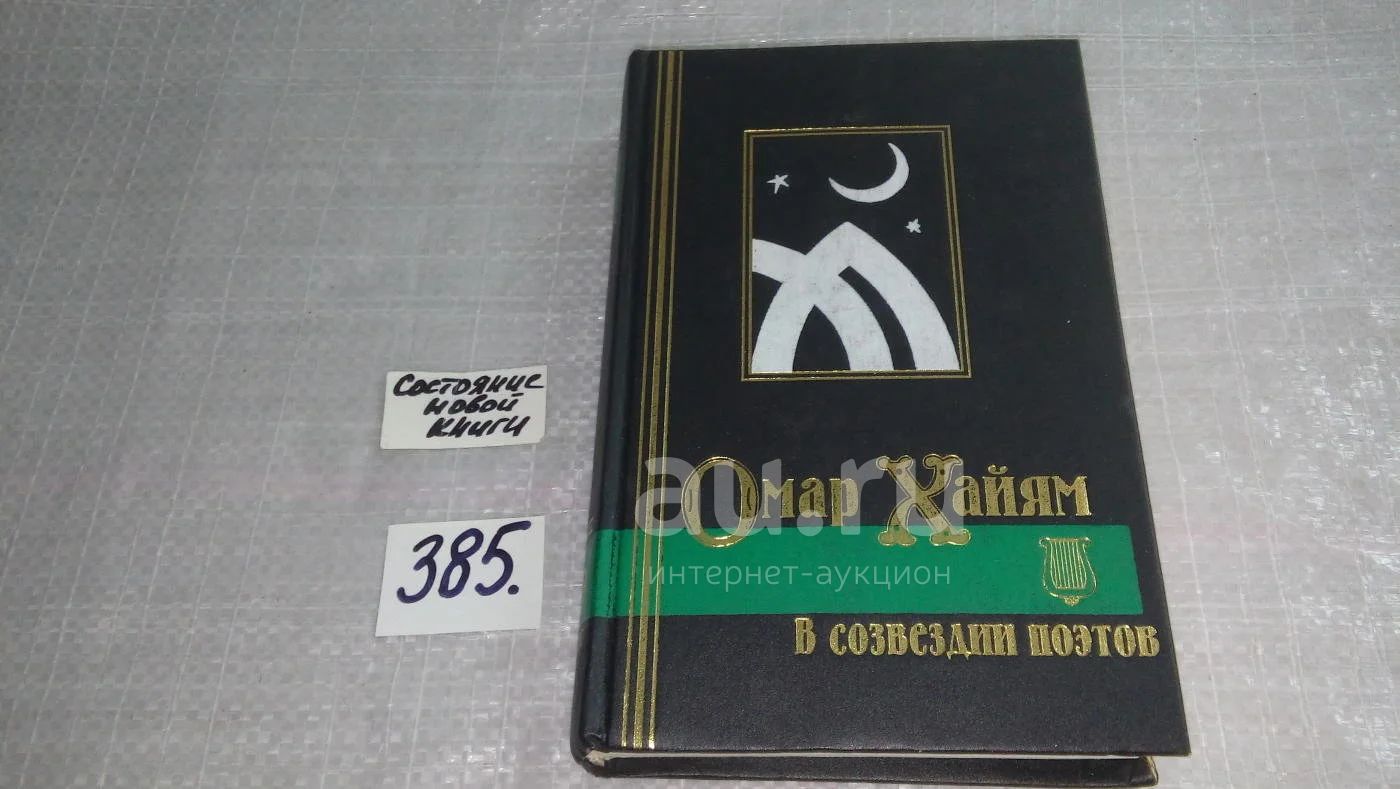 Состояние
новой
книги
385.
Омар Хайям
В созвездии поэтов
au.ru
интернет-аукцион